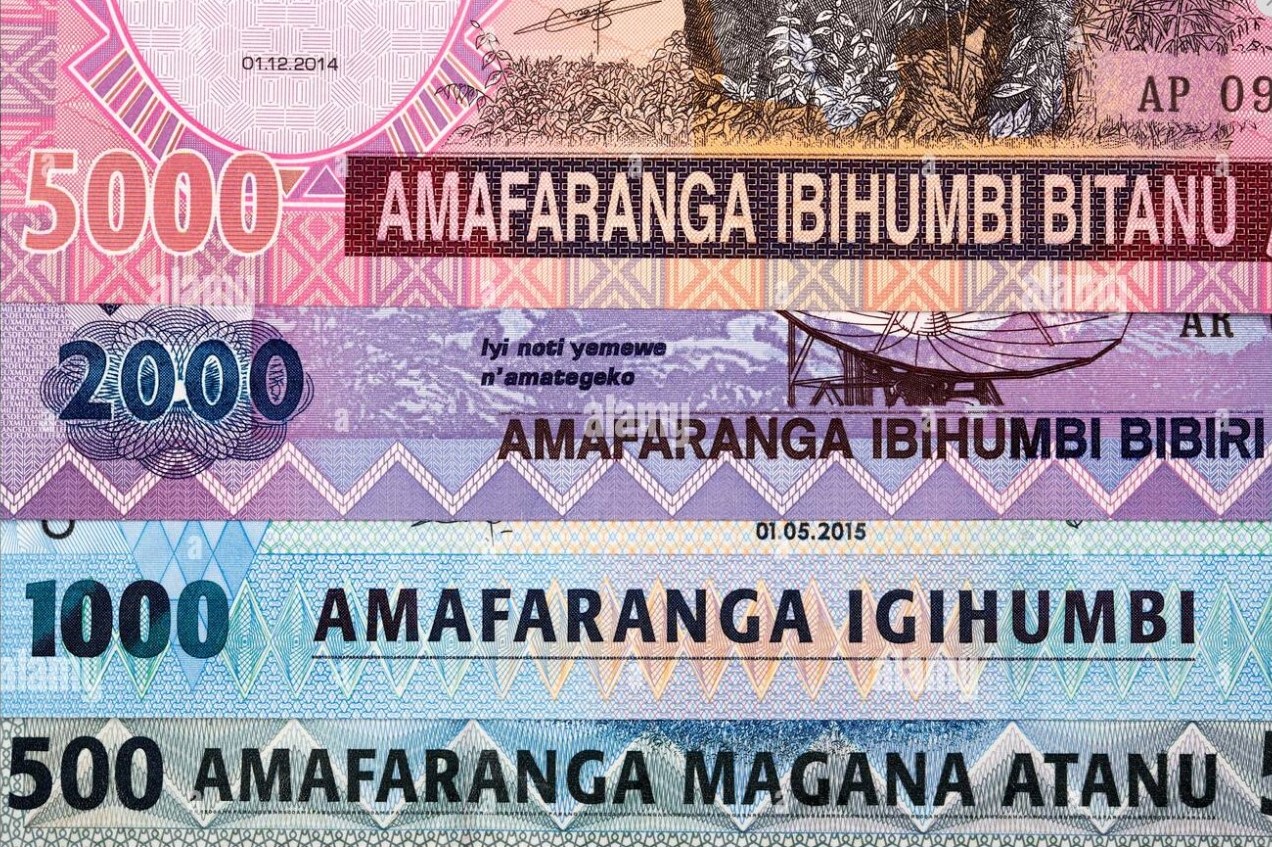 01.12.2014
AP 09
5000
AMAFARANGA IBIHUMBI BITANU
AR
2000
Iyi noti yemewe
n'amategeko
AMAFARANGA IBIHUMBI BIBIRI
01.05.2015
1000
AMAFARANGA IGIHUMBI
500 AMAFARANGA MAGANA ATANU
alamy